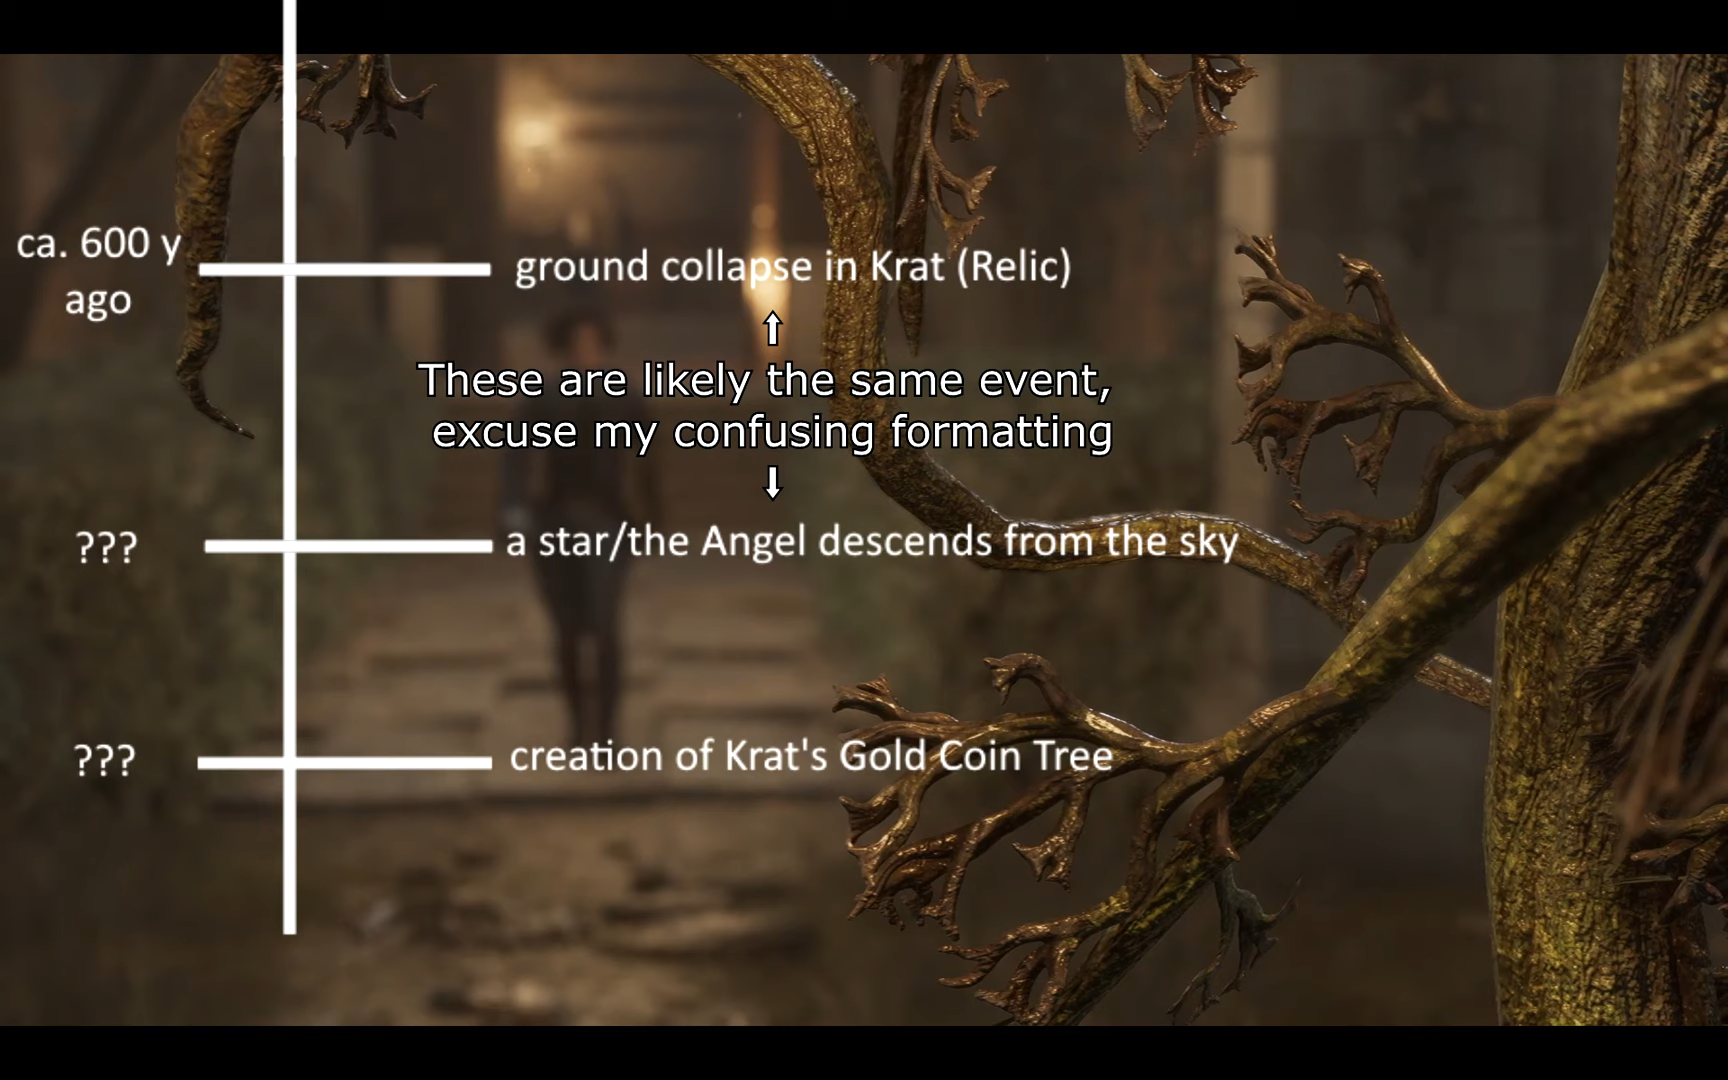 ca. 600 y
ago
ground collapse in Krat (Relic)
These are likely the same event,
excuse my confusing formatting
???
a star/the Angel descends from the sky
???
creation of Krat's Gold Coin Tree